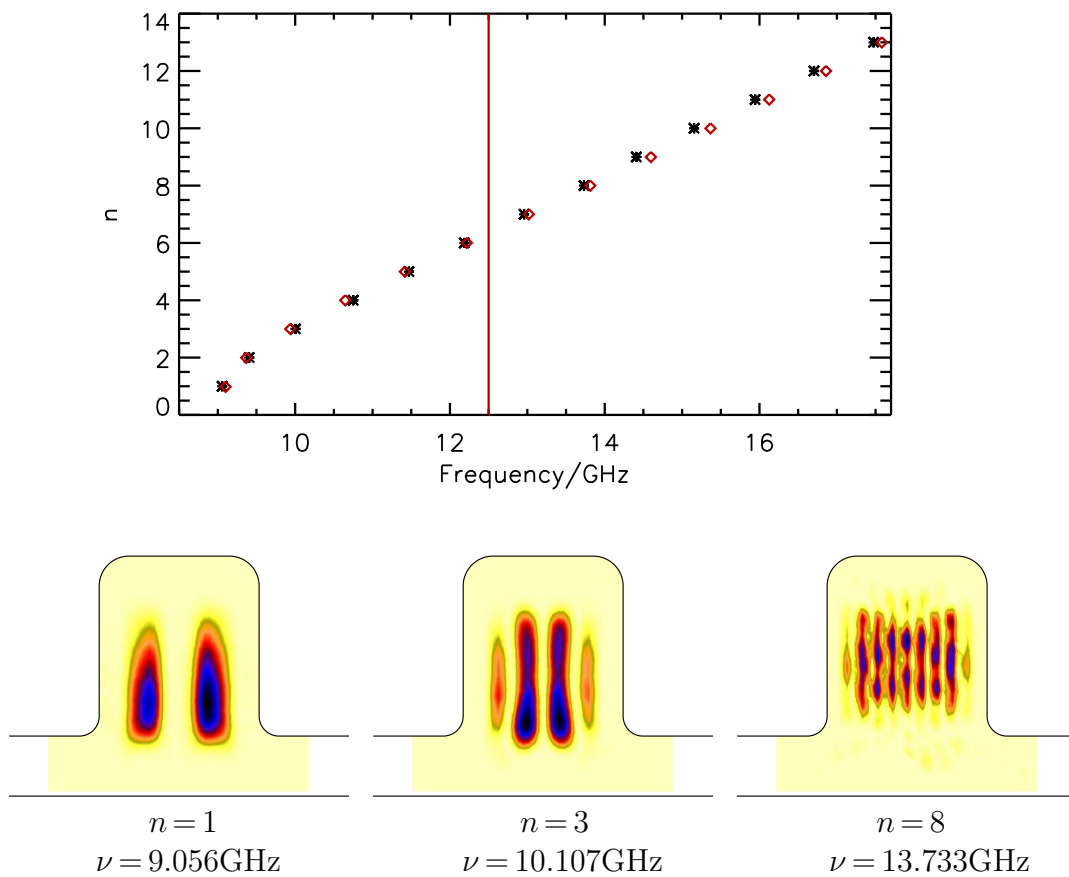 14
12
10
8
6
4
2
0
n
10 12 14 16
Frequency/GHz
n = 1 n = 3 n = 8
ν = 9.056GHz ν = 10.107GHz ν = 13.733GHz